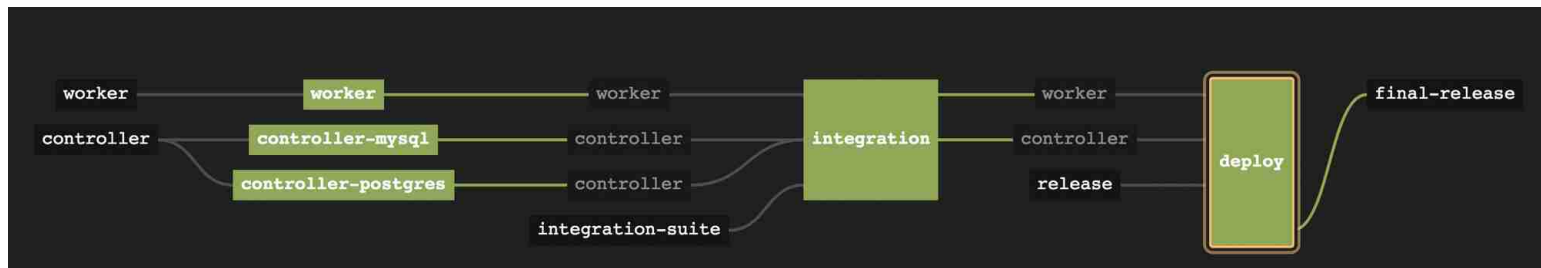 worker worker worker worker final-release
controller controller-mysql controller integration controller
deploy
controller-postgres controller release
integration-suite